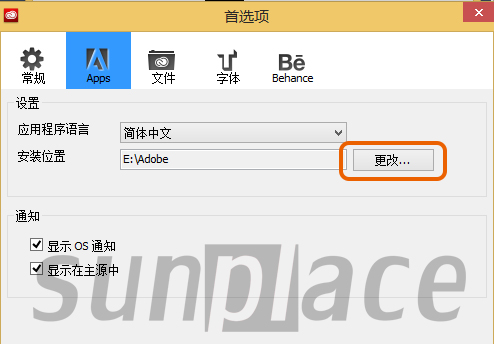 首选项
常规
Apps
文件
字体
Bē
Behance
设置
应用程序语言
简体中文
安装位置
E:\Adobe
更改...
通知
显示 OS 通知
显示在主源中
sunplace